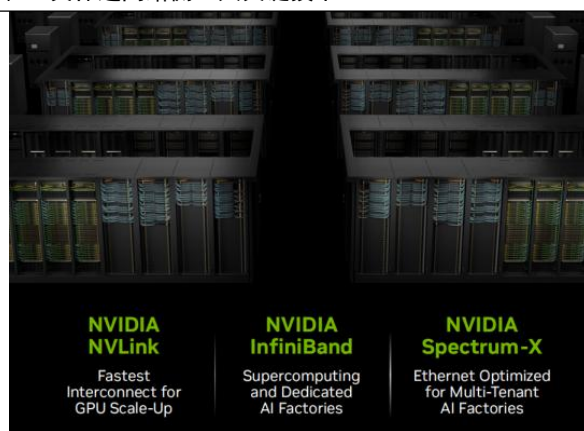 NVIDIA
NVLink
Fastest
Interconnect for
GPU Scale-Up
NVIDIA
InfiniBand
Supercomputing
and Dedicated
AI Factories
NVIDIA
Spectrum-X
Ethernet Optimized
for Multi-Tenant
AI Factories